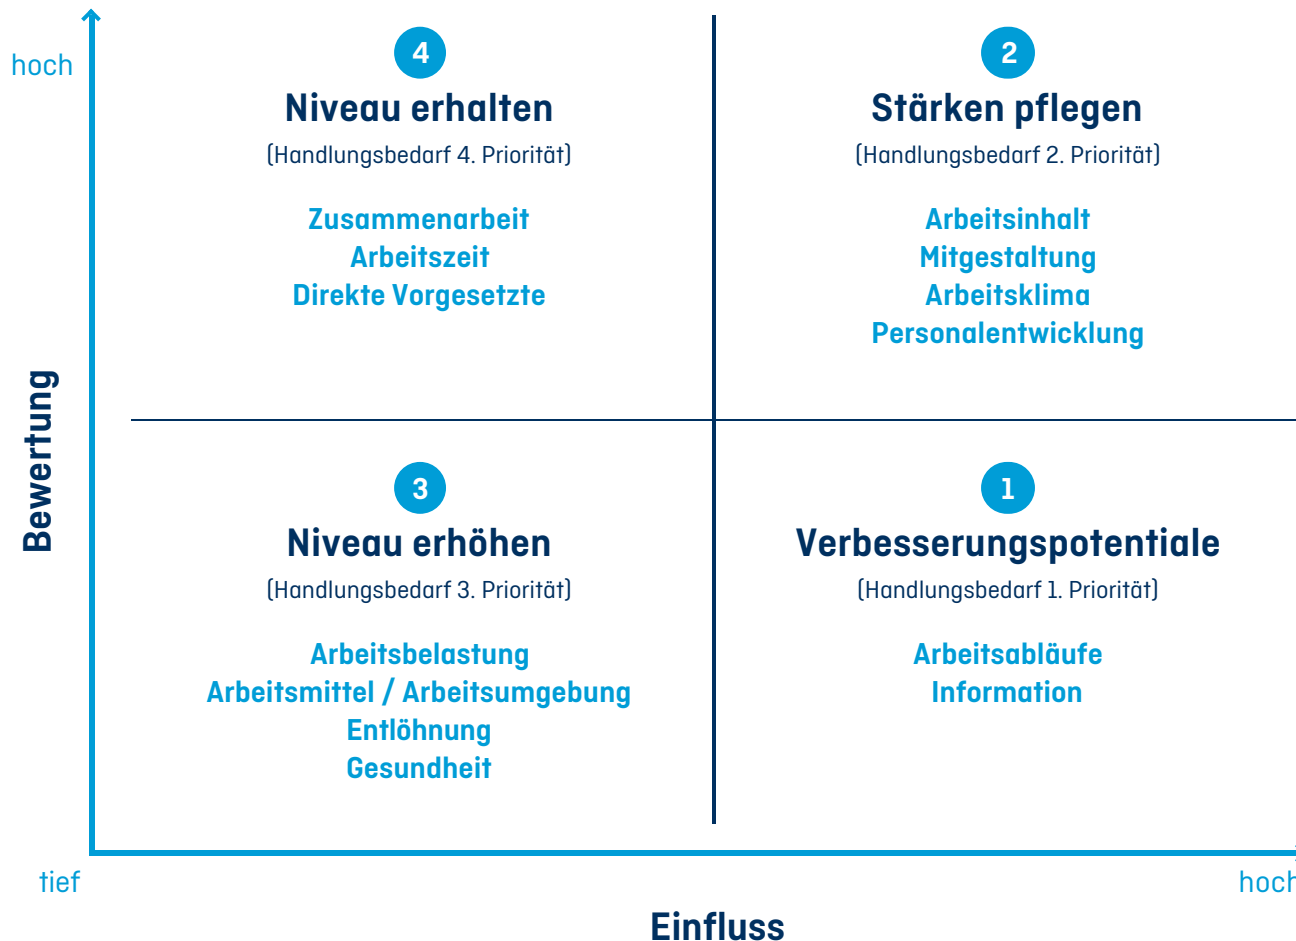 hoch
4
Niveau erhalten
(Handlungsbedarf 4. Priorität)
Zusammenarbeit
Arbeitszeit
Direkte Vorgesetzte
2
Stärken pflegen
(Handlungsbedarf 2. Priorität)
Arbeitsinhalt
Mitgestaltung
Arbeitsklima
Personalentwicklung
Bewertung
3
Niveau erhöhen
(Handlungsbedarf 3. Priorität)
Arbeitsbelastung
Arbeitsmittel / Arbeitsumgebung
Entlöhnung
Gesundheit
1
Verbesserungspotentiale
(Handlungsbedarf 1. Priorität)
Arbeitsabläufe
Information
tief
hoch
Einfluss